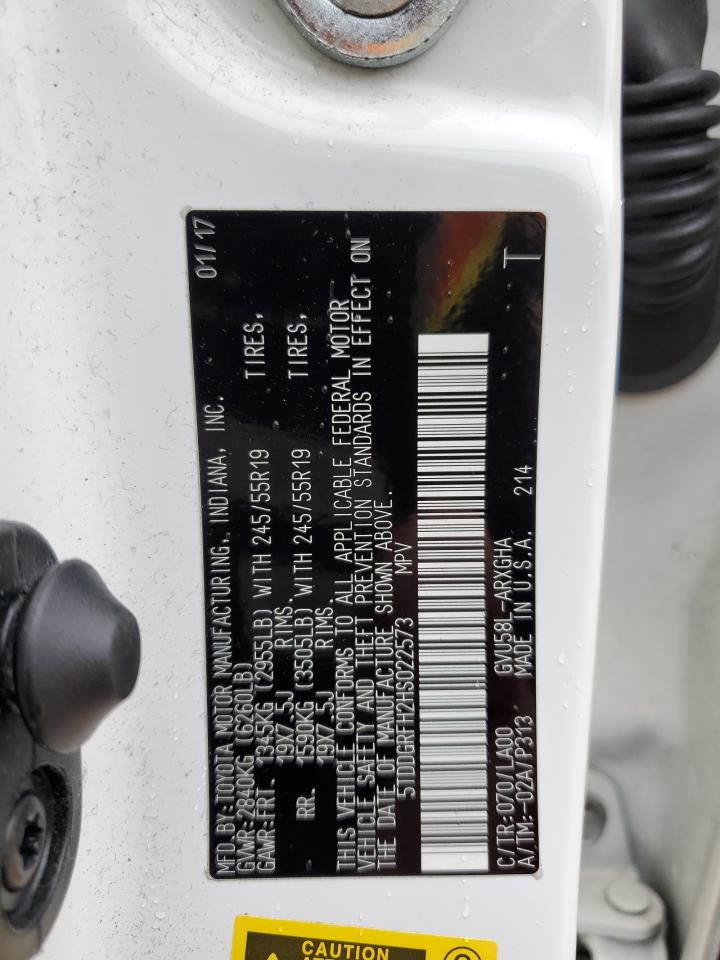 MFD. BY: TOYOTA MOTOR MANUFACTURING, INDIANA, INC. 01/17
GVWR: 2840KG (6260LB)
GAWR: FRT. 1345KG (2955LB) WITH 245/55R19 TIRES,
19X7.5J RIMS.
RR. 1590KG (3505LB) WITH 245/55R19 TIRES,
19X7.5J RIMS.
THIS VEHICLE CONFORMS TO ALL APPLICABLE FEDERAL MOTOR
VEHICLE SAFETY AND THEFT PREVENTION STANDARDS IN EFFECT ON
THE DATE OF MANUFACTURE SHOWN ABOVE.
5TDDGRFH2HS022573 MPV
C/TR: 070/LA00 GVU58L-ARXGHA
A/TM: -02A/P313 MADE IN U.S.A. 214 T
CAUTION